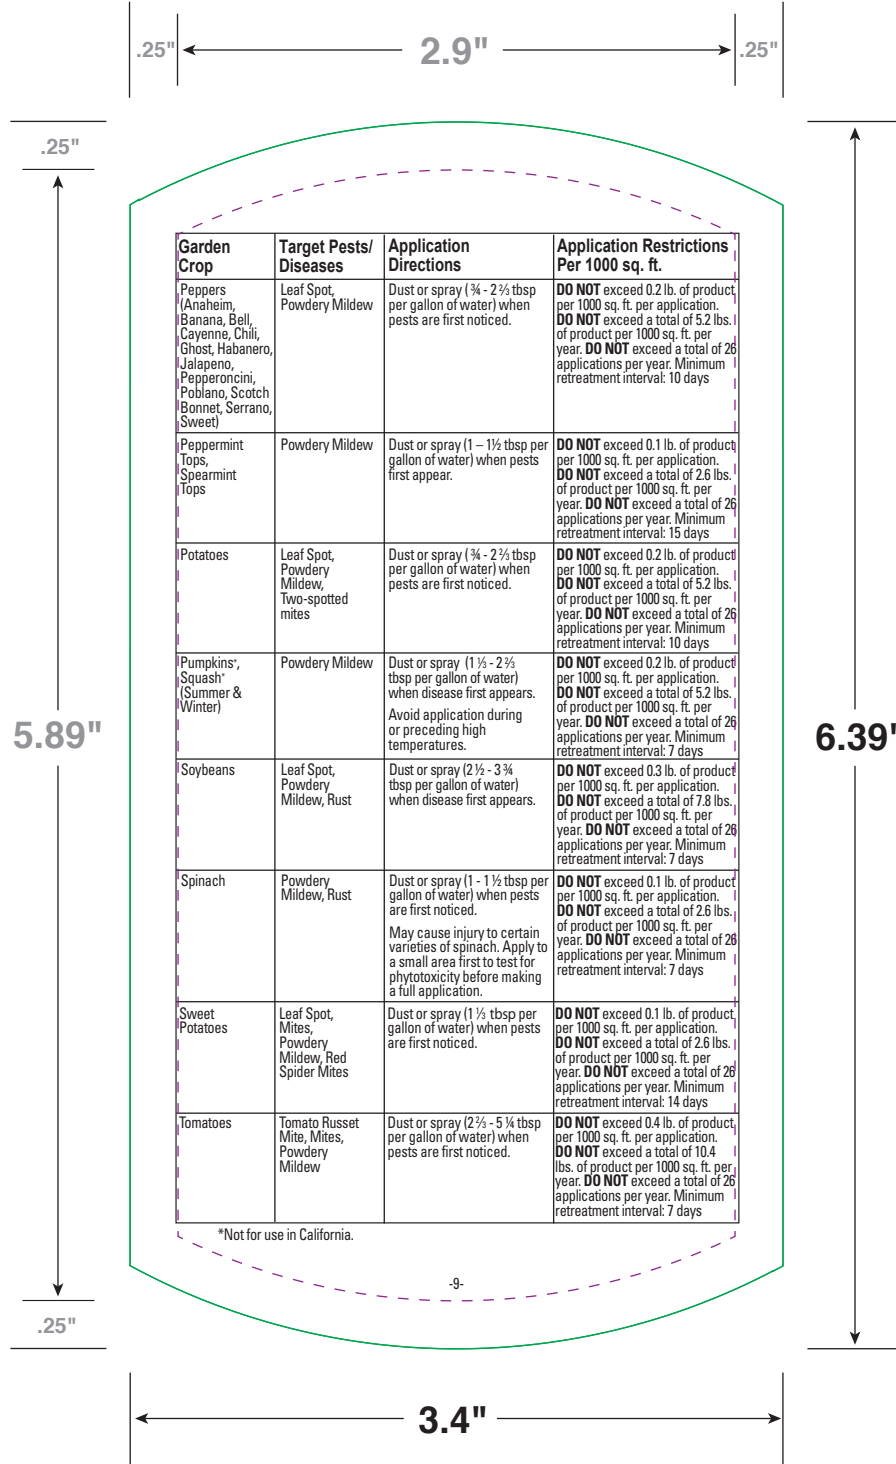 .25"
2.9"
.25"
.25"
5.89"
.25"
6.39"
3.4"
Garden
Crop
Target Pests/
Diseases
Application
Directions
Application Restrictions
Per 1000 sq. ft.
Peppers
(Anaheim,
Banana, Bell,
Cayenne, Chili,
Ghost, Habanero,
Jalapeno,
Pepperoncini,
Poblano, Scotch
Bonnet, Serrano,
Sweet)
Leaf Spot,
Powdery Mildew
Dust or spray (¾ - 2⅔ tbsp
per gallon of water) when
pests are first noticed.
DO NOT exceed 0.2 lb. of product
per 1000 sq. ft. per application.
DO NOT exceed a total of 5.2 lbs.
of product per 1000 sq. ft. per
year. DO NOT exceed a total of 26
applications per year. Minimum
retreatment interval: 10 days
Peppermint
Tops,
Spearmint
Tops
Powdery Mildew
Dust or spray (1 – 1½ tbsp per
gallon of water) when pests
first appear.
DO NOT exceed 0.1 lb. of product
per 1000 sq. ft. per application.
DO NOT exceed a total of 2.6 lbs.
of product per 1000 sq. ft. per
year. DO NOT exceed a total of 26
applications per year. Minimum
retreatment interval: 15 days
Potatoes
Leaf Spot,
Powdery
Mildew,
Two-spotted
mites
Dust or spray (¾ - 2⅔ tbsp
per gallon of water) when
pests are first noticed.
DO NOT exceed 0.2 lb. of product
per 1000 sq. ft. per application.
DO NOT exceed a total of 5.2 lbs.
of product per 1000 sq. ft. per
year. DO NOT exceed a total of 26
applications per year. Minimum
retreatment interval: 10 days
Pumpkins*,
Squash*
(Summer &
Winter)
Powdery Mildew
Dust or spray (1 ⅓ - 2⅔
tbsp per gallon of water)
when disease first appears.
Avoid application during
or preceding high
temperatures.
DO NOT exceed 0.2 lb. of product
per 1000 sq. ft. per application.
DO NOT exceed a total of 5.2 lbs.
of product per 1000 sq. ft. per
year. DO NOT exceed a total of 26
applications per year. Minimum
retreatment interval: 7 days
Soybeans
Leaf Spot,
Powdery
Mildew, Rust
Dust or spray (2½ - 3¾
tbsp per gallon of water)
when disease first appears.
DO NOT exceed 0.3 lb. of product
per 1000 sq. ft. per application.
DO NOT exceed a total of 7.8 lbs.
of product per 1000 sq. ft. per
year. DO NOT exceed a total of 26
applications per year. Minimum
retreatment interval: 7 days
Spinach
Powdery
Mildew, Rust
Dust or spray (1 - 1½ tbsp per
gallon of water) when pests
are first noticed.
May cause injury to certain
varieties of spinach. Apply to
a small area first to test for
phytotoxicity before making
a full application.
DO NOT exceed 0.1 lb. of product
per 1000 sq. ft. per application.
DO NOT exceed a total of 2.6 lbs.
of product per 1000 sq. ft. per
year. DO NOT exceed a total of 26
applications per year. Minimum
retreatment interval: 7 days
Sweet
Potatoes
Leaf Spot,
Mites,
Powdery
Mildew, Red
Spider Mites
Dust or spray (1⅓ tbsp per
gallon of water) when pests
are first noticed.
DO NOT exceed 0.1 lb. of product
per 1000 sq. ft. per application.
DO NOT exceed a total of 2.6 lbs.
of product per 1000 sq. ft. per
year. DO NOT exceed a total of 26
applications per year. Minimum
retreatment interval: 14 days
Tomatoes
Tomato Russet
Mite, Mites,
Powdery
Mildew
Dust or spray (2⅔ - 5¼ tbsp
per gallon of water) when
pests are first noticed.
DO NOT exceed 0.4 lb. of product
per 1000 sq. ft. per application.
DO NOT exceed a total of 10.4
lbs. of product per 1000 sq. ft. per
year. DO NOT exceed a total of 26
applications per year. Minimum
retreatment interval: 7 days
*Not for use in California.
-9-